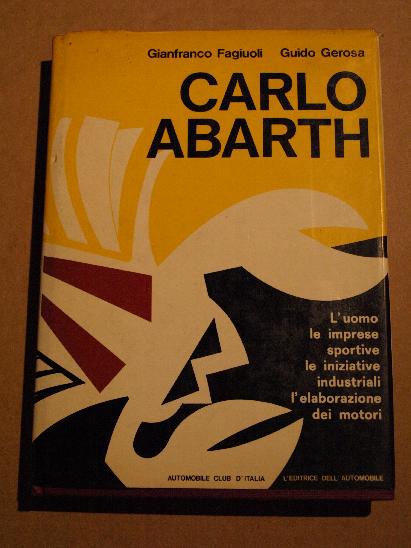 Gianfranco Fagiuoli Guido Gerosa
CARLO
ABARTH
L'uomo
le imprese
sportive
le iniziative
industriali
l'elaborazione
dei motori
AUTOMOBILE CLUB D'ITALIA L'EDITRICE DELL'AUTOMOBILE